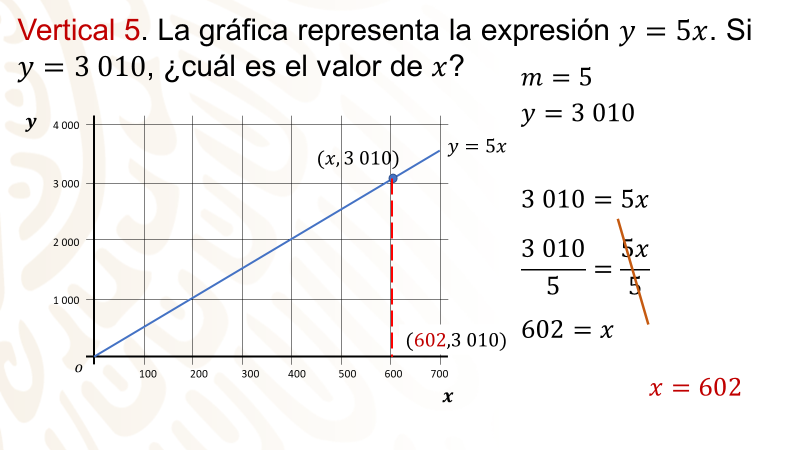 Vertical 5. La gráfica representa la expresión 𝑦 = 5𝑥. Si
𝑦 = 3 010, ¿cuál es el valor de 𝑥?
𝑚 = 5
𝑦 = 3 010
𝒚
4 000
3 000
2 000
1 000
(𝑥, 3 010)
𝑦 = 5𝑥
(602,3 010)
𝑂
100 200 300 400 500 600 700
𝒙
3 010 = 5𝑥
3 010/5 = 5𝑥/5
602 = 𝑥
𝑥 = 602